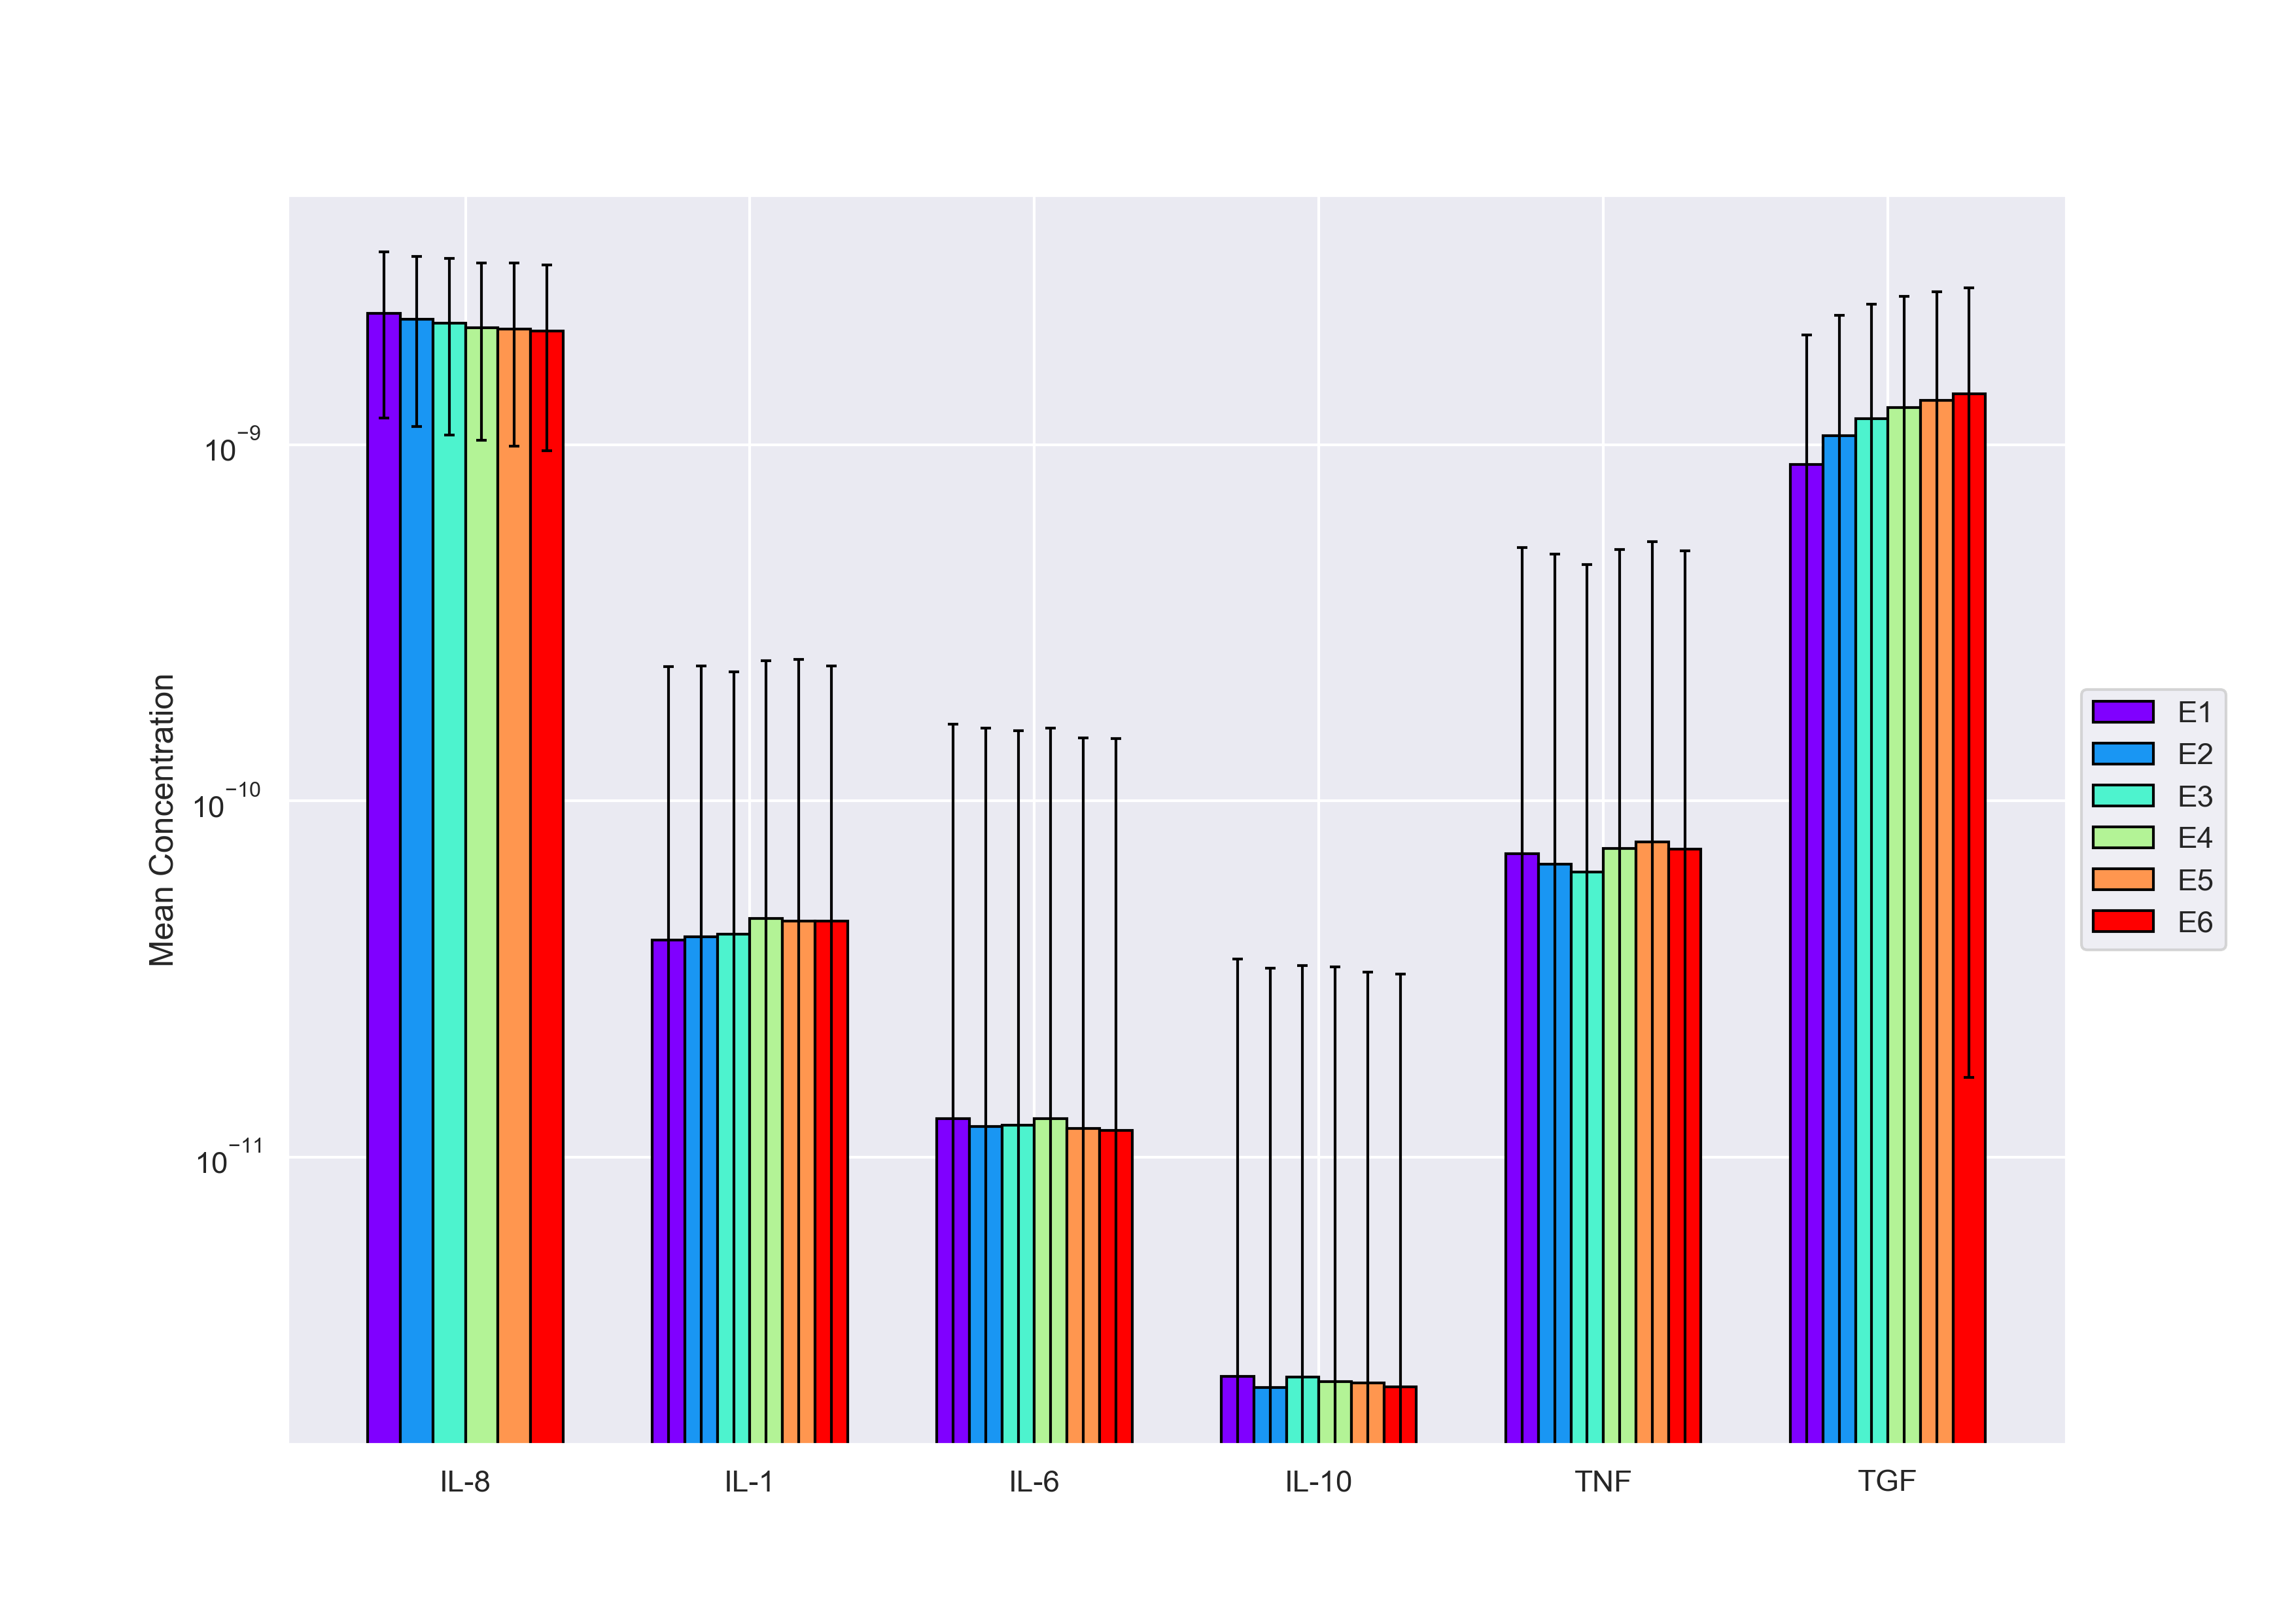 Mean Concentration
10⁻⁹
10⁻¹⁰
10⁻¹¹
IL-8 IL-1 IL-6 IL-10 TNF TGF
E1
E2
E3
E4
E5
E6